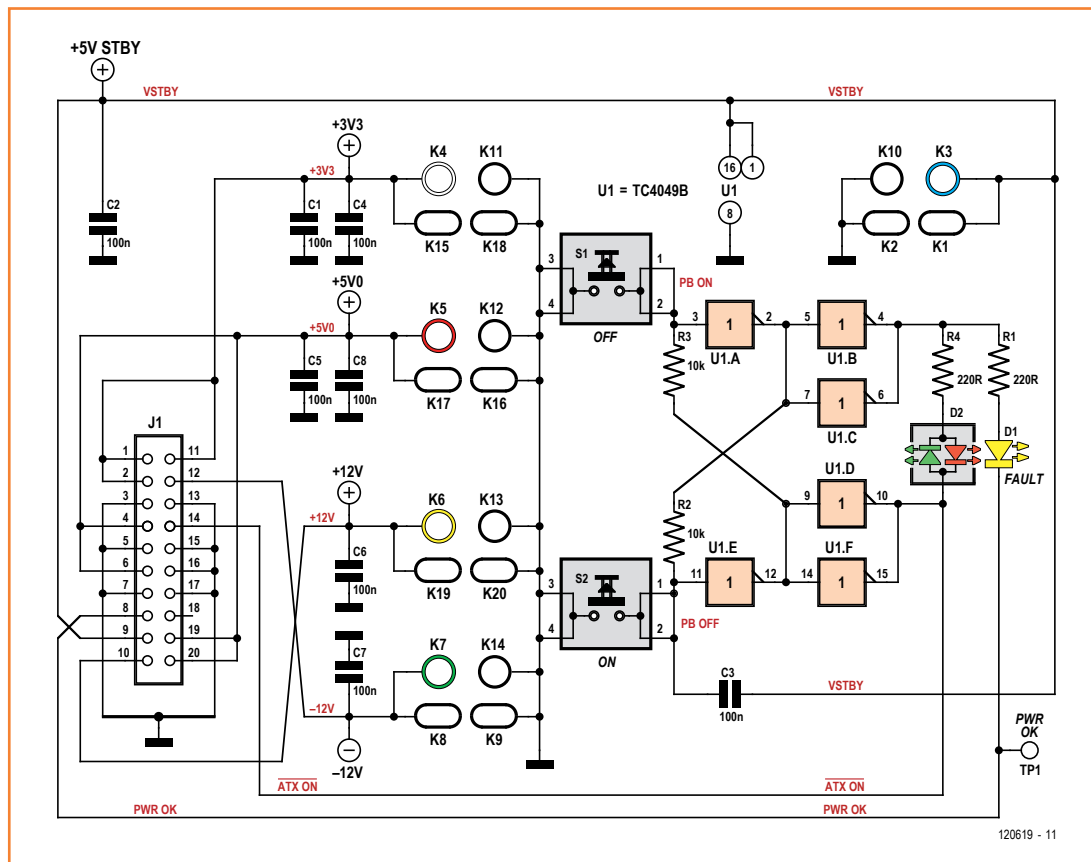 +5V STBY
VSTBY
VSTBY
+3V3
+3V3
K4
K11
K15
K18
C2
100n
C1
100n
C4
100n
U1 = TC4049B
16
1
U1
8
K10
K3
K2
K1
S1
3
4
1
2
OFF
PB ON
+5V0
+5V0
K5
K12
K17
K16
C5
100n
C8
100n
R3
10k
3
1
2
U1.A
5
1
4
U1.B
7
1
6
U1.C
R4
220R
R1
220R
D2
D1
FAULT
9
1
10
U1.D
U1.E
11
1
12
U1.F
14
1
15
J1
1
2
3
4
5
6
7
8
9
10
11
12
13
14
15
16
17
18
19
20
+12V
+12V
K6
K13
K19
K20
C6
100n
C7
100n
R2
10k
S2
3
4
1
2
ON
PB OFF
K7
K14
K8
K9
–12V
–12V
C3
100n
VSTBY
PWR
OK
TP1
ATX ON
ATX ON
PWR OK
PWR OK
120619 - 11